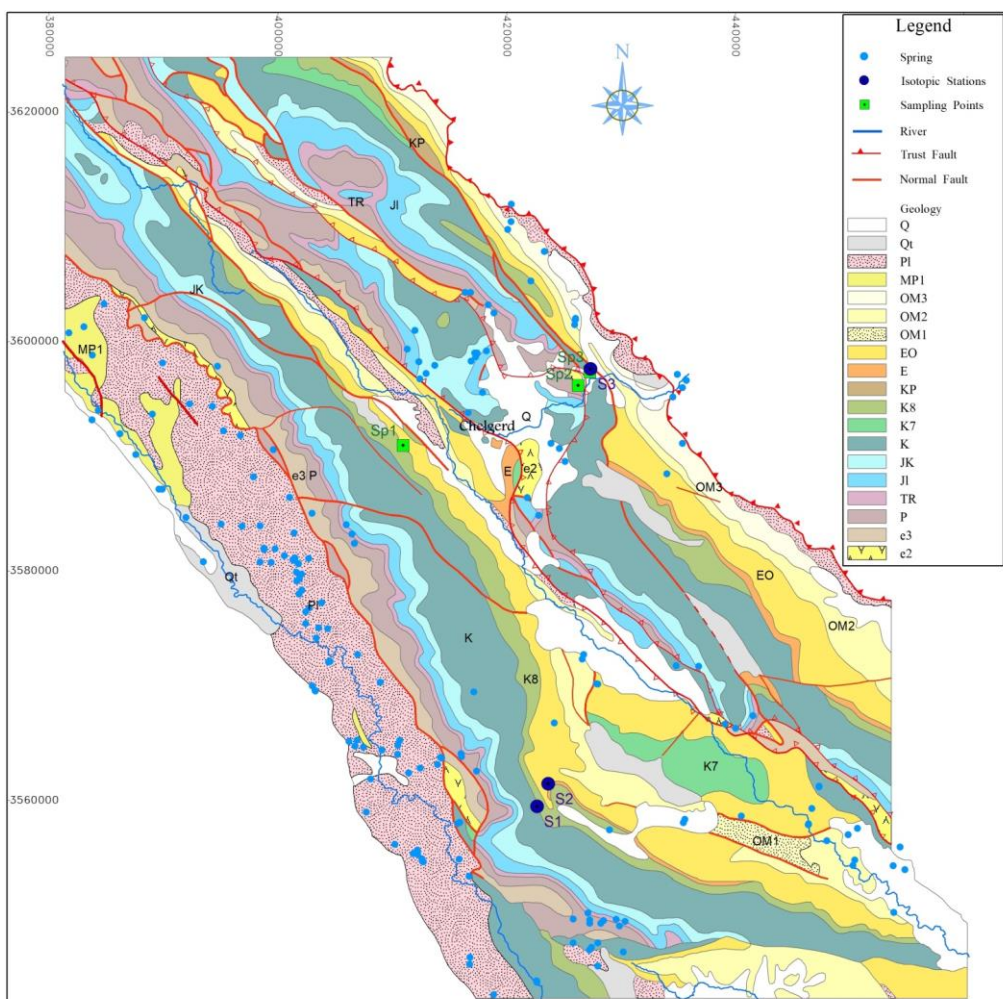 380000
400000
420000
440000
3620000
3600000
3580000
3560000
N
Legend
Spring
Isotopic Stations
Sampling Points
River
Trust Fault
Normal Fault
Geology
Q
Qt
Pl
MP1
OM3
OM2
OM1
EO
E
KP
K8
K7
K
JK
Jl
TR
P
e3
e2
KP
TR
Jl
JK
MP1
Sp3
Sp2
S3
Q
Chelgerd
Sp1
E
e2
e3 P
OM3
Qt
Pl
EO
OM2
K
K8
K7
S2
S1
OM1